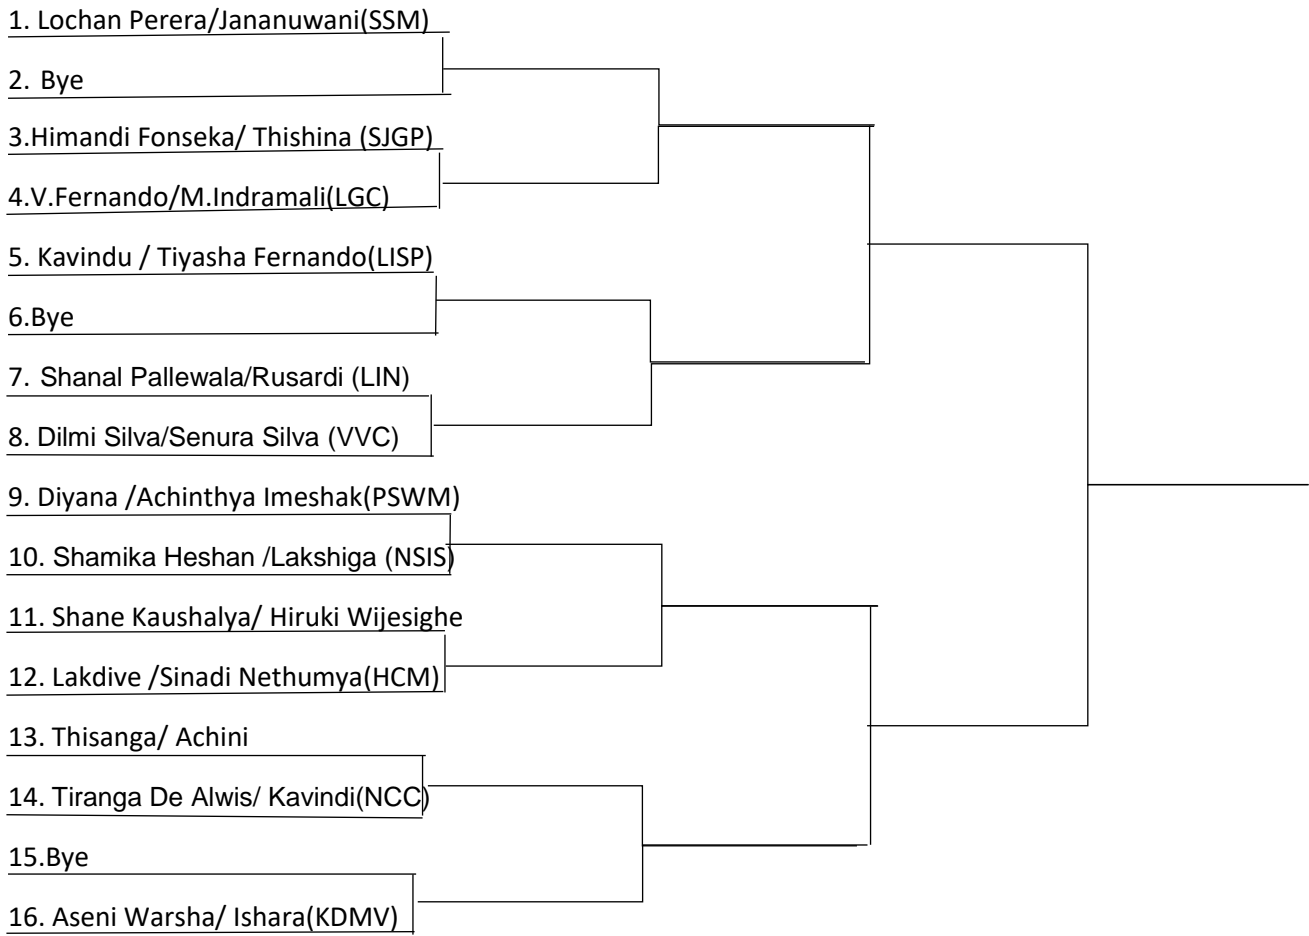 1. Lochan Perera/Jananuwani(SSM)
2. Bye
3.Himandi Fonseka/ Thishina (SJGP)
4.V.Fernando/M.Indramali(LGC)
5. Kavindu / Tiyasha Fernando(LISP)
6.Bye
7. Shanal Pallewala/Rusardi (LIN)
8. Dilmi Silva/Senura Silva (VVC)
9. Diyana /Achinthya Imeshak(PSWM)
10. Shamika Heshan /Lakshiga (NSIS)
11. Shane Kaushalya/ Hiruki Wijesighe
12. Lakdive /Sinadi Nethumya(HCM)
13. Thisanga/ Achini
14. Tiranga De Alwis/ Kavindi(NCC)
15.Bye
16. Aseni Warsha/ Ishara(KDMV)